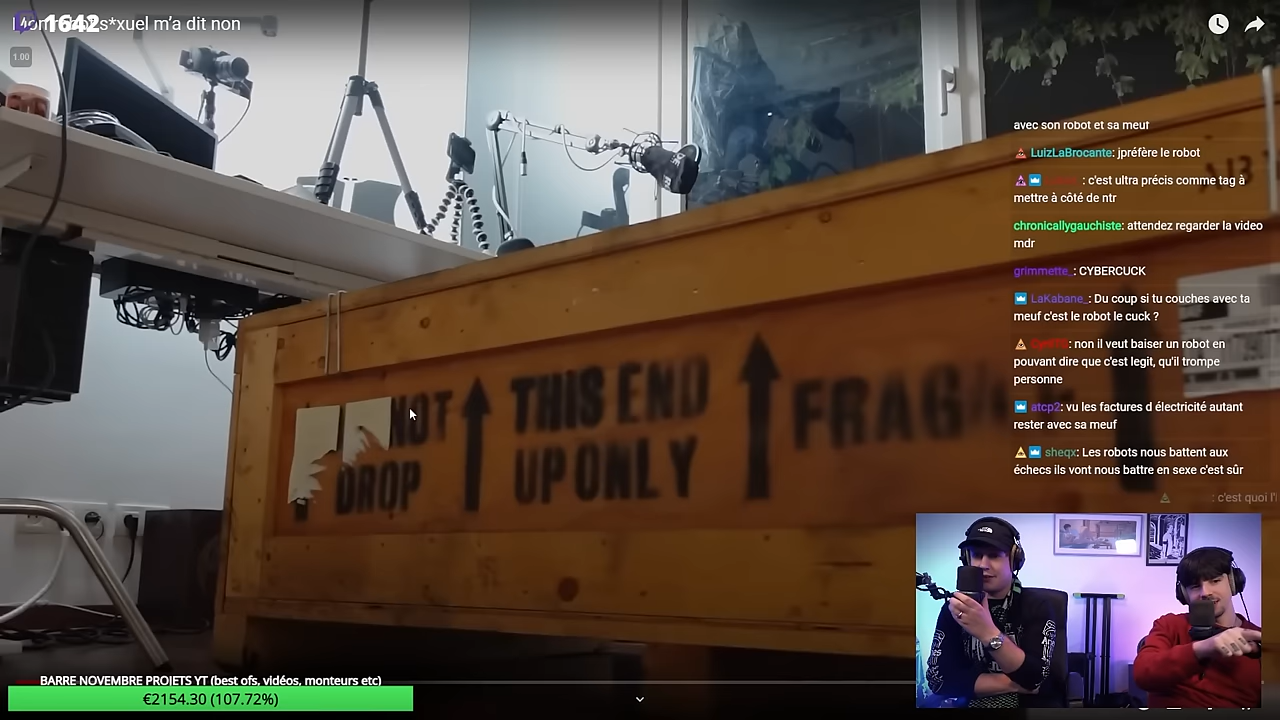 1642
s*xuel m'a dit non
1.00
avec son robot et sa meuf
LuizLaBrocante: jpréfère le robot
: c'est ultra précis comme tag à
mettre à côté de ntr
chronicallygauchiste: attendez regarder la video
mdr
grimmette_: CYBERCUCK
LaKabane_: Du coup si tu couches avec ta
meuf c'est le robot le cuck ?
: non il veut baiser un robot en
pouvant dire que c'est legit, qu'il trompe
personne
atcp2: vu les factures d électricité autant
rester avec sa meuf
sheqx: Les robots nous battent aux
échecs ils vont nous battre en sexe c'est sûr
: c'est quoi l'
NOT
DROP
THIS END
UP ONLY
FRAG
BARRE NOVEMBRE PROJETS YT (best ofs, vidéos, monteurs etc)
€2154.30 (107.72%)